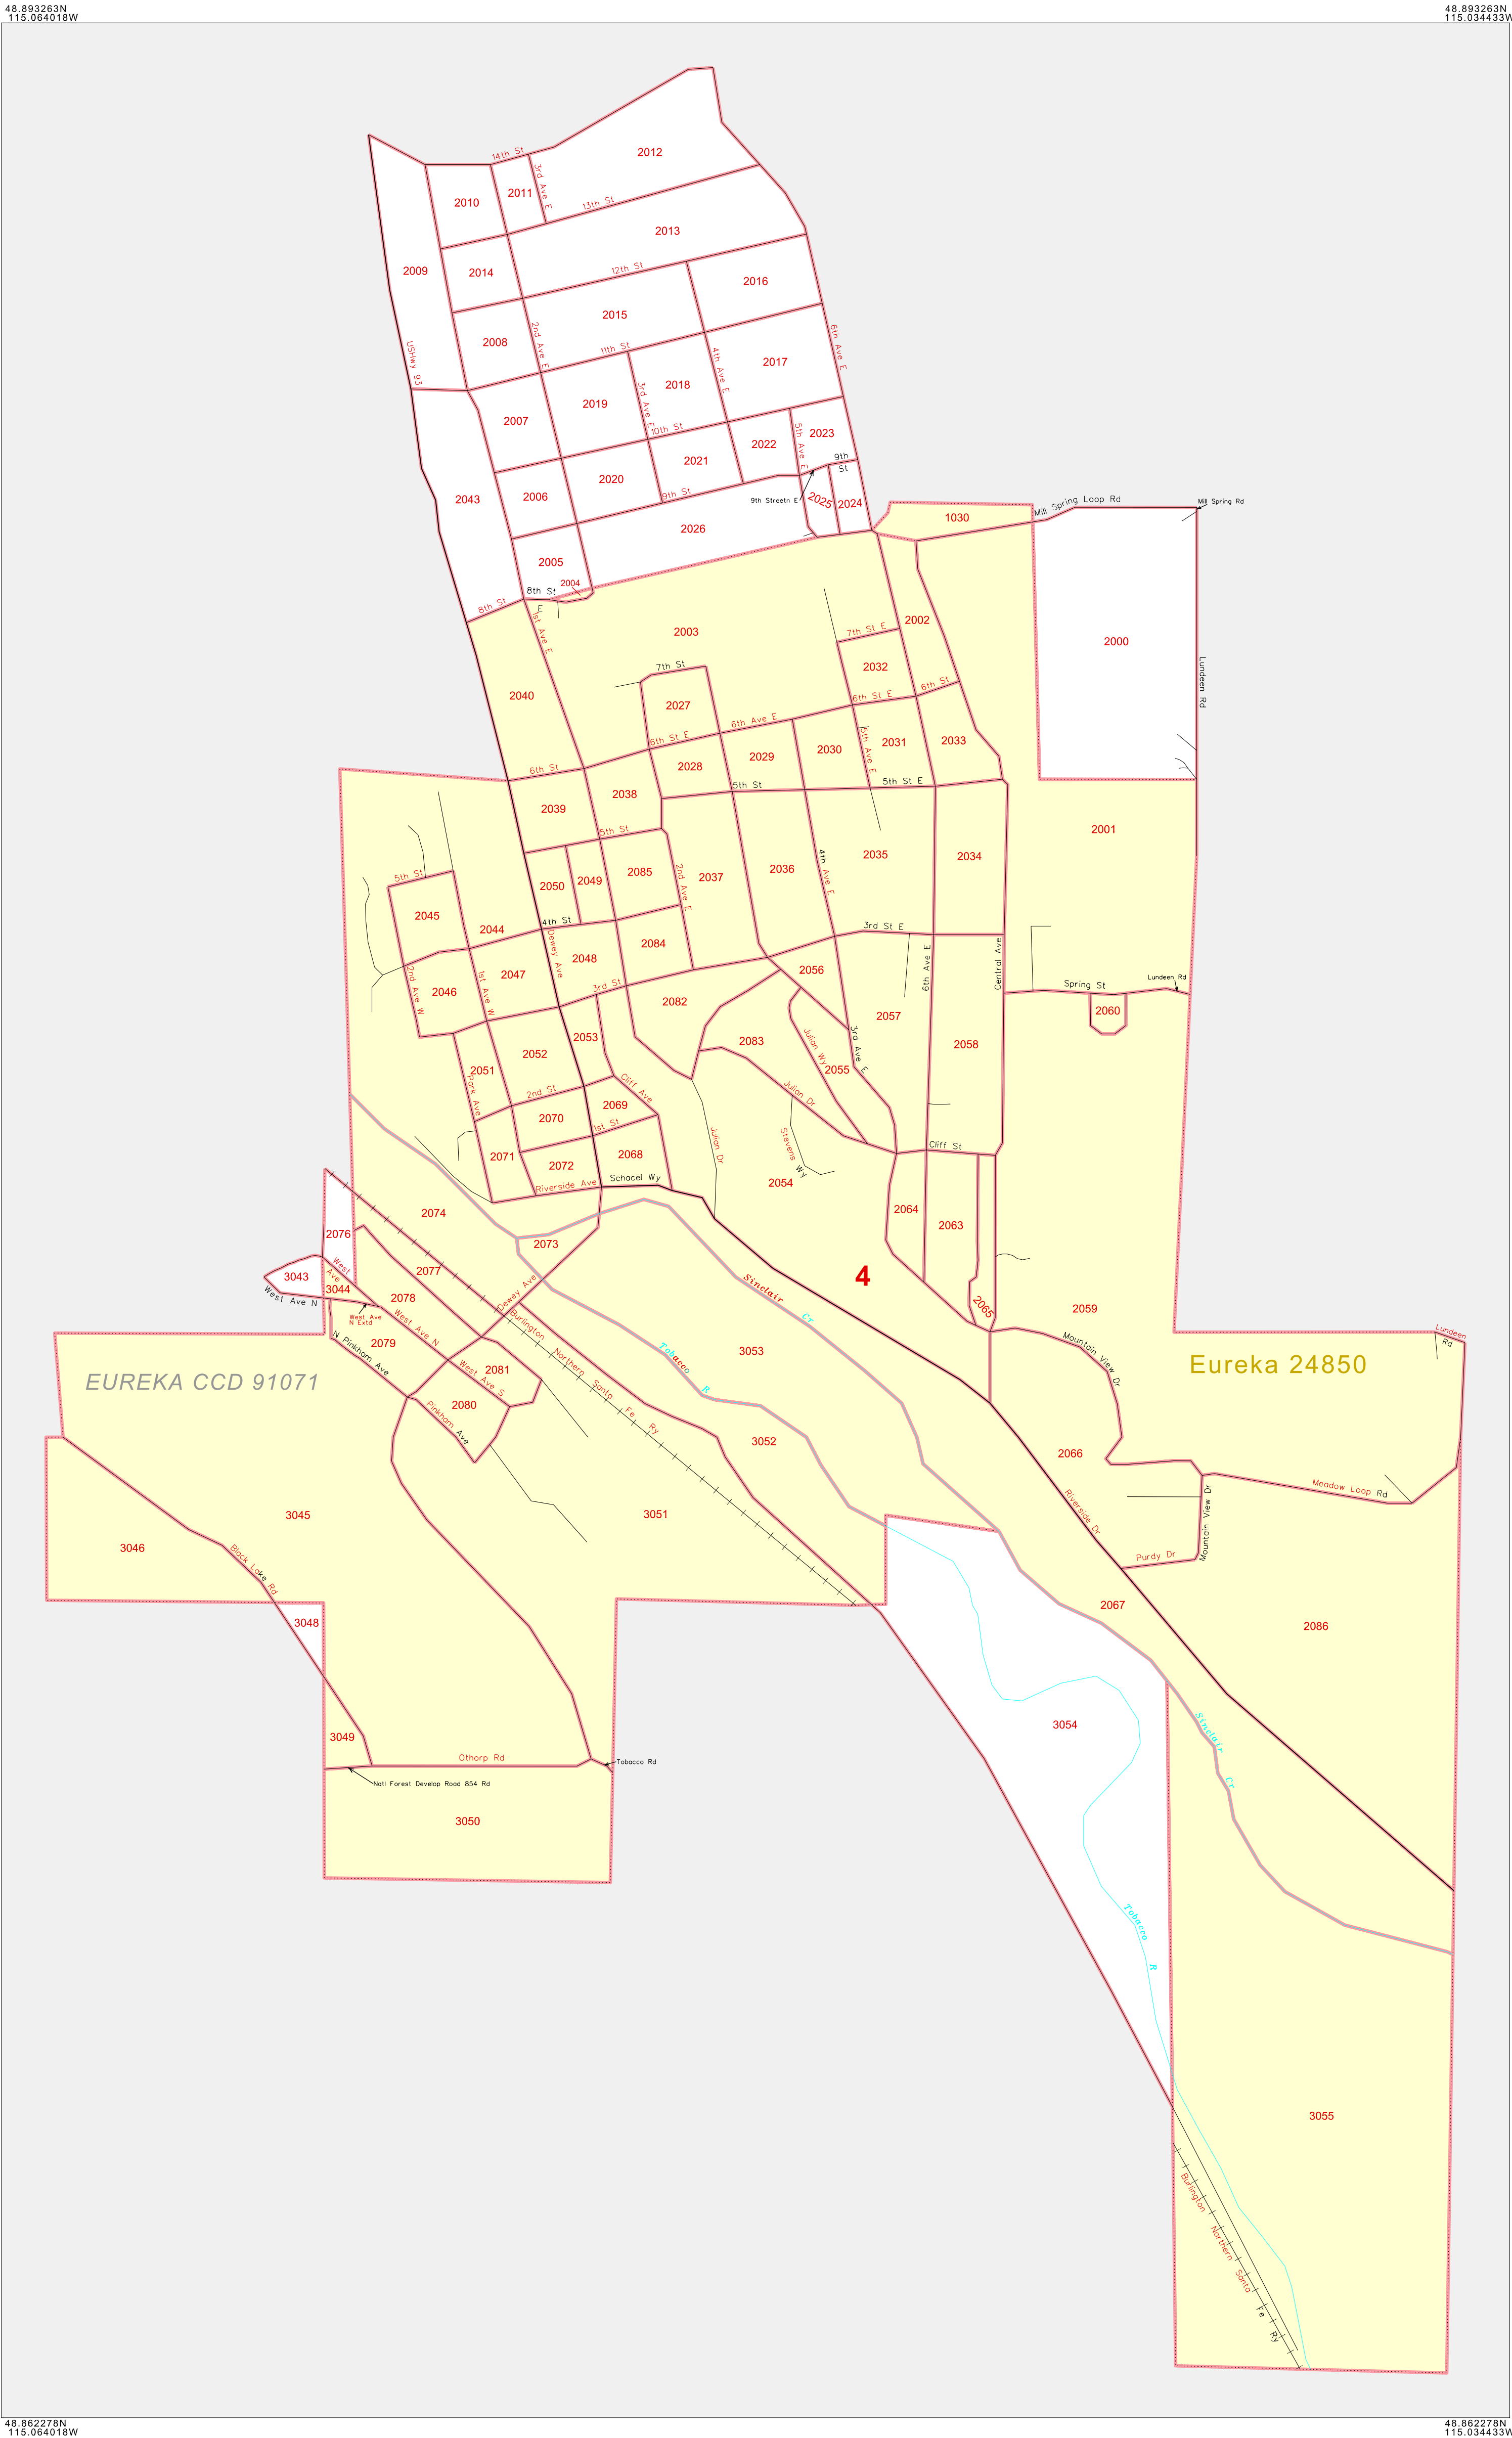 48.893263N
115.064018W
48.893263N
115.034433W
14th St
2012
3rd Ave E
2011
2010
13th St
2013
2009
2014
12th St
2016
2015
2nd Ave E
2008
11th St
6th Ave E
USHwy 93
4th Ave E
2017
2018
3rd Ave E
2019
2007
10th St
5th Ave E
2023
2022
9th
St
2021
2020
9th St
9th Streetn E
2025
2024
2043
2006
2026
1030
Mill Spring Loop Rd
Mill Spring Rd
2005
2004
8th St
E
8th St
1st Ave E
2003
7th St E
2002
2000
Lundeen Rd
7th St
2032
2040
6th St
6th St E
2027
6th Ave E
6th St E
2029
2030
5th Ave E
2031
2033
6th St
2028
5th St
5th St E
2039
2038
2001
5th St
4th Ave E
2035
2034
2036
2037
2nd Ave E
2085
2049
2050
5th St
2045
2044
4th St
3rd St E
Dewey Ave
2048
2084
2047
1st Ave W
2nd Ave W
2046
3rd St
2056
6th Ave E
Central Ave
Lundeen Rd
Spring St
2082
2060
2057
2053
2083
Julian Wy
3rd Ave E
2058
2052
2051
2055
Park Ave
2nd St
Cliff Ave
Julian Dr
2069
2070
1st St
Julian Dr
Stevens
Wy
Cliff St
2068
2071
2072
Schacel Wy
Riverside Ave
2054
2064
2063
2074
2076
2073
West
Ave
2077
3043
3044
4
Sinclair
Cr
2078
Dewey Ave
West Ave N
West Ave
N Extd
2065
2059
West Ave N
Burlington
Northern
Santa
Fe
Ry
N Pinkham Ave
2079
Tobacco
R
3053
Mountain View Dr
Lundeen
Rd
Eureka 24850
EUREKA CCD 91071
2081
West Ave S
2080
Pinkham Ave
3052
2066
Meadow Loop Rd
Riverside Dr
Mountain View Dr
3045
3051
3046
Black Lake Rd
Purdy Dr
2067
3048
2086
3054
Sinclair
Cr
3049
Othorp Rd
Tobacco Rd
Natl Forest Develop Road 854 Rd
3050
Tobacco
R
3055
Burlington
Northern
Santa
Fe
Ry
48.862278N
115.064018W
48.862278N
115.034433W